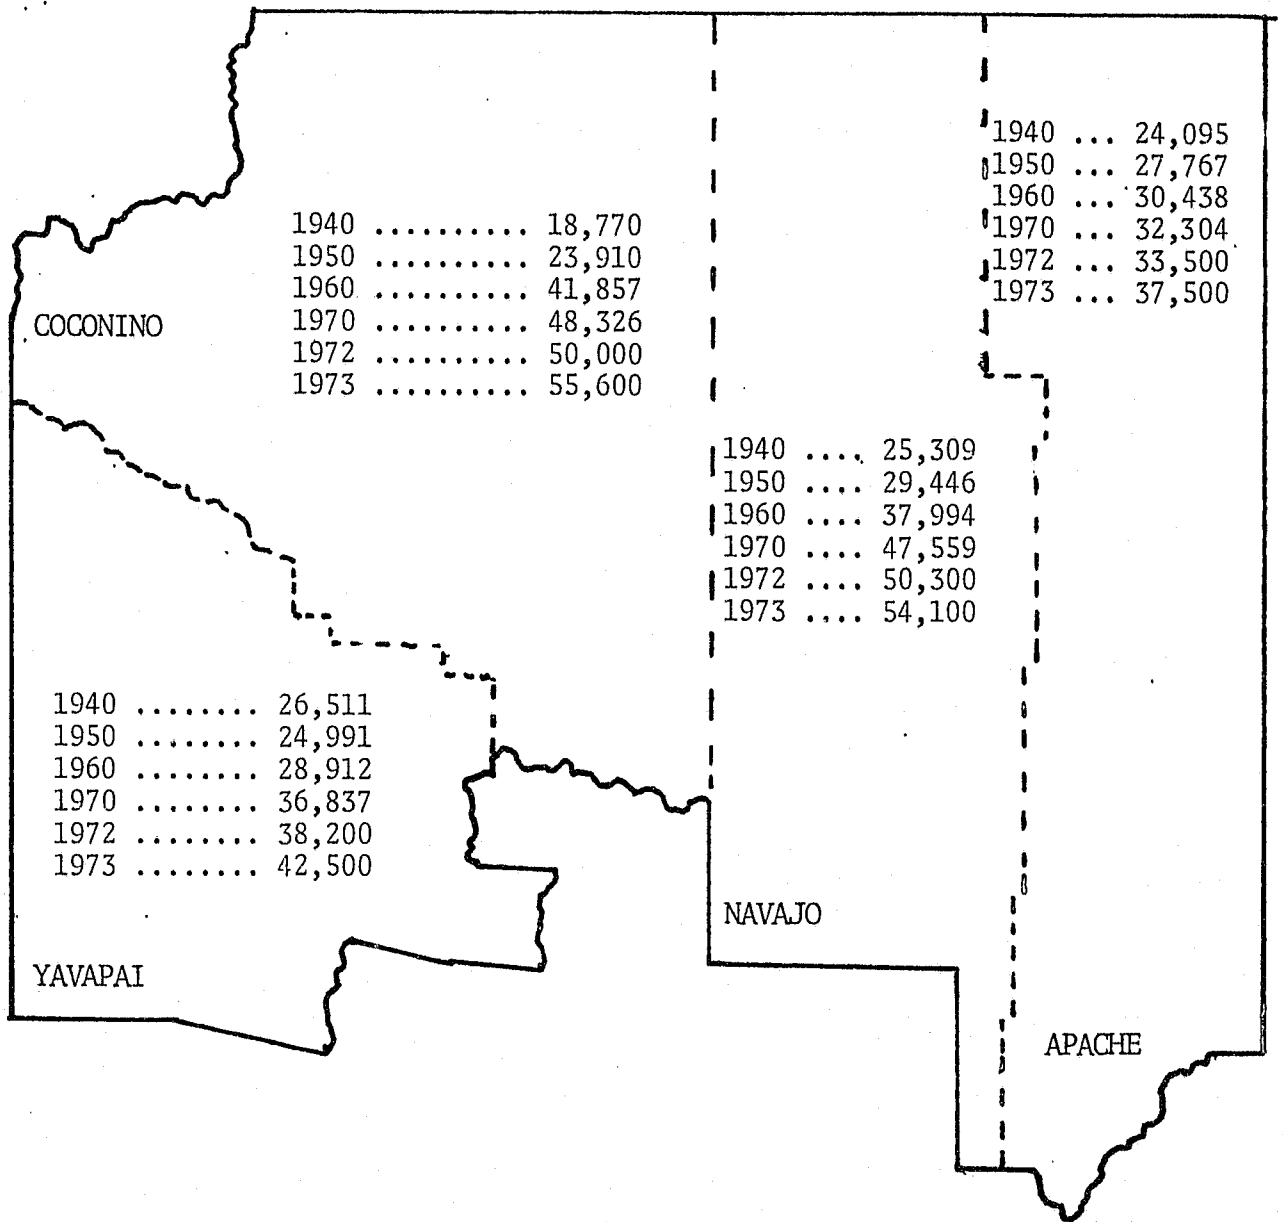 1940 ... 24,095
1950 ... 27,767
1960 ... 30,438
1970 ... 32,304
1972 ... 33,500
1973 ... 37,500
1940 .......... 18,770
1950 .......... 23,910
1960 .......... 41,857
1970 .......... 48,326
1972 .......... 50,000
1973 .......... 55,600
COCONINO
1940 .... 25,309
1950 .... 29,446
1960 .... 37,994
1970 .... 47,559
1972 .... 50,300
1973 .... 54,100
1940 ........ 26,511
1950 ........ 24,991
1960 ........ 28,912
1970 ........ 36,837
1972 ........ 38,200
1973 ........ 42,500
NAVAJO
YAVAPAI
APACHE